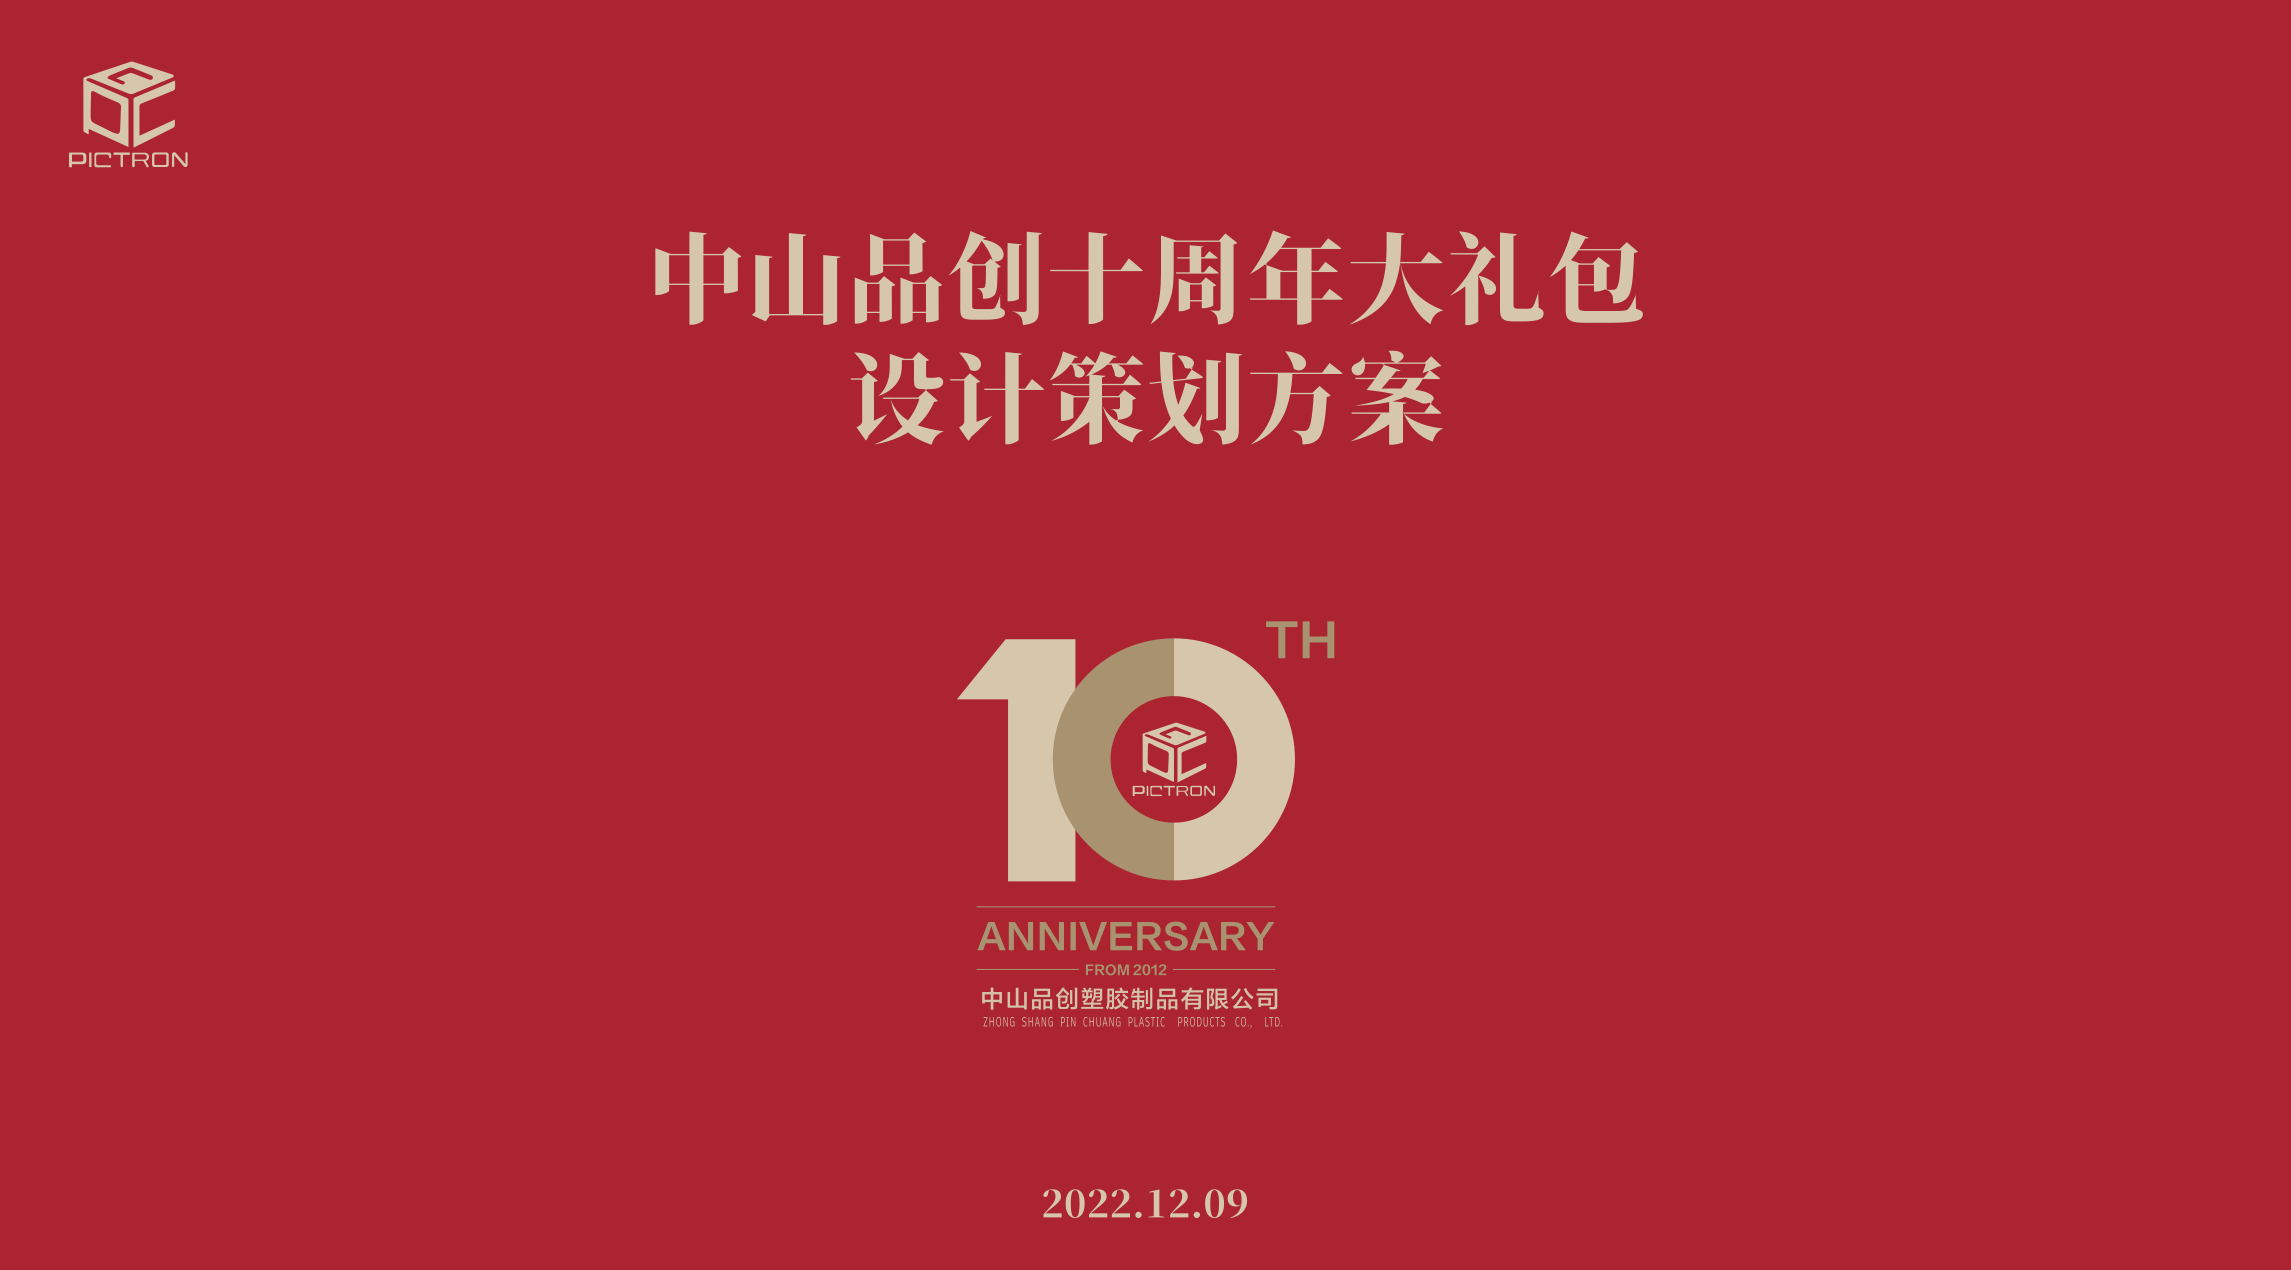 PICTRON
中山品创十周年大礼包
设计策划方案
10TH
PICTRON
ANNIVERSARY
FROM 2012
中山品创塑胶制品有限公司
ZHONG SHANG PIN CHUANG PLASTIC PRODUCTS CO., LTD.
2022.12.09